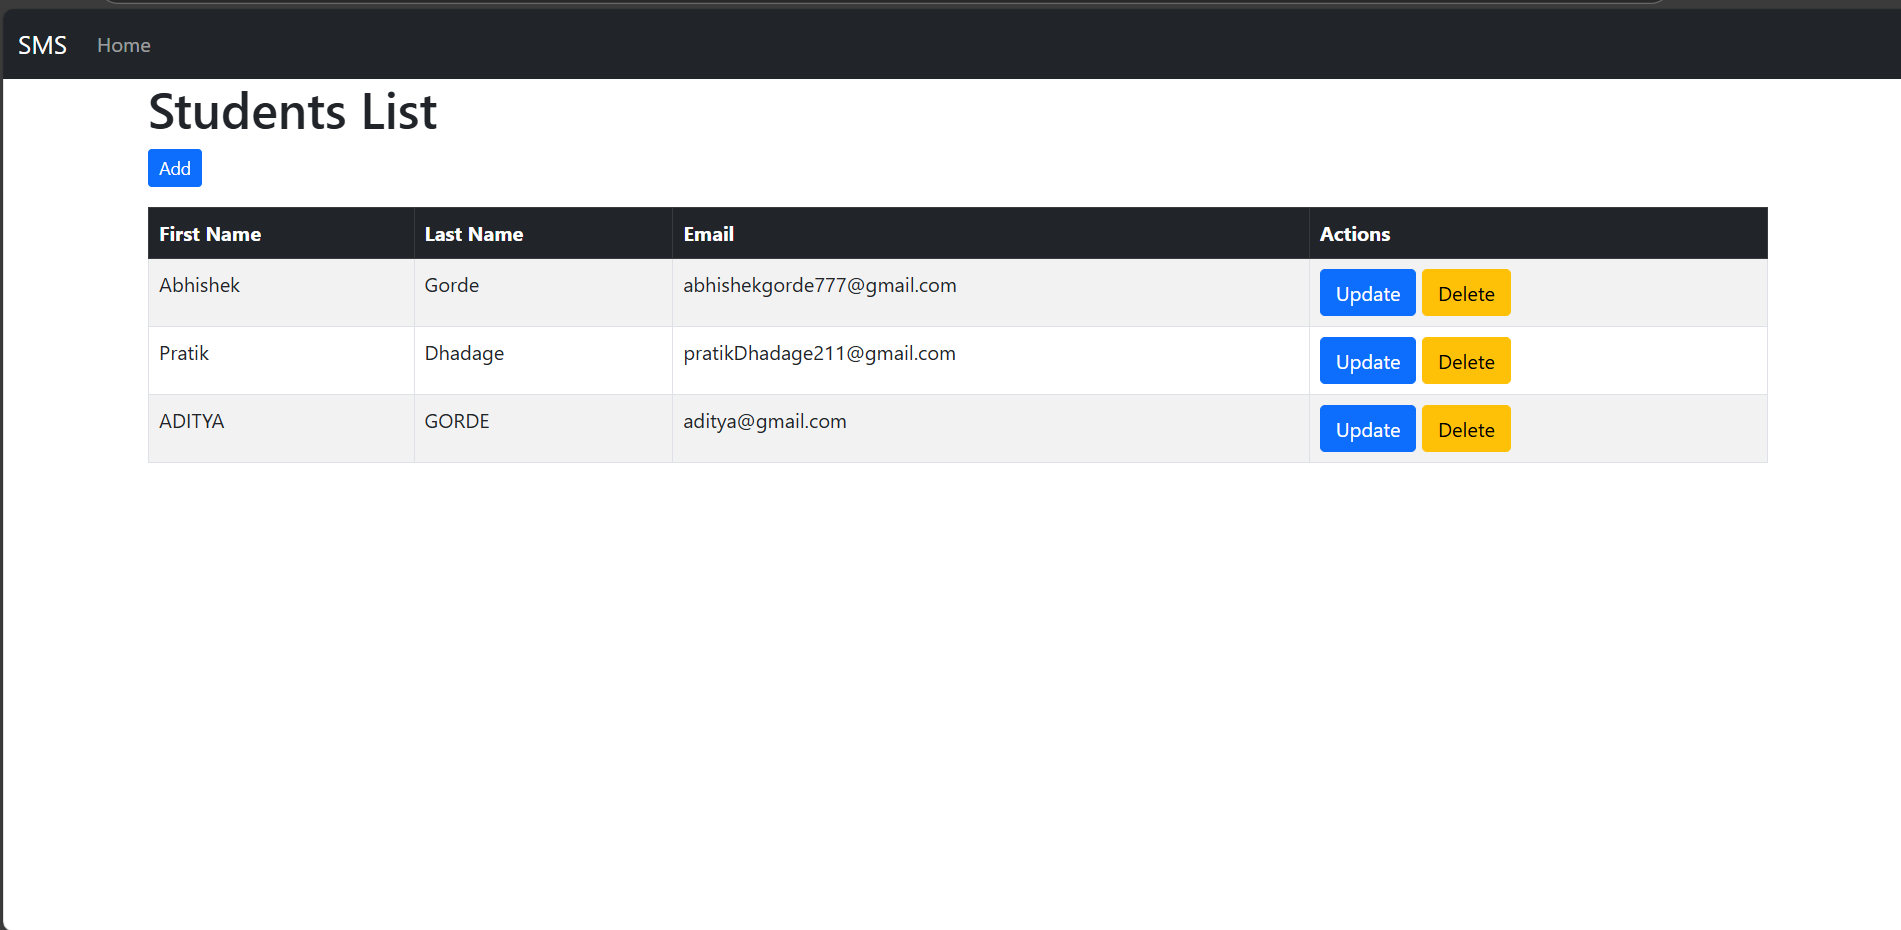 SMS Home
Students List
Add
First Name Last Name Email Actions
Abhishek Gorde abhishekgorde777@gmail.com Update Delete
Pratik Dhadage pratikDhadage211@gmail.com Update Delete
ADITYA GORDE aditya@gmail.com Update Delete